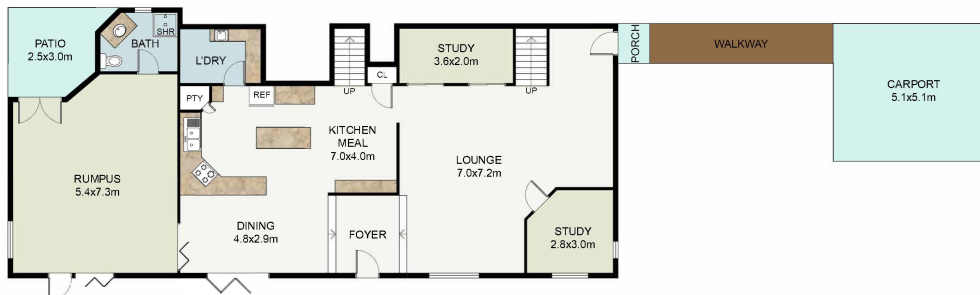 PATIO
2.5x3.0m
BATH
SHR
L'DRY
UP
CL
STUDY
3.6x2.0m
UP
PORCH
WALKWAY
CARPORT
5.1x5.1m
PTY
REF
KITCHEN
MEAL
7.0x4.0m
LOUNGE
7.0x7.2m
RUMPUS
5.4x7.3m
DINING
4.8x2.9m
FOYER
STUDY
2.8x3.0m